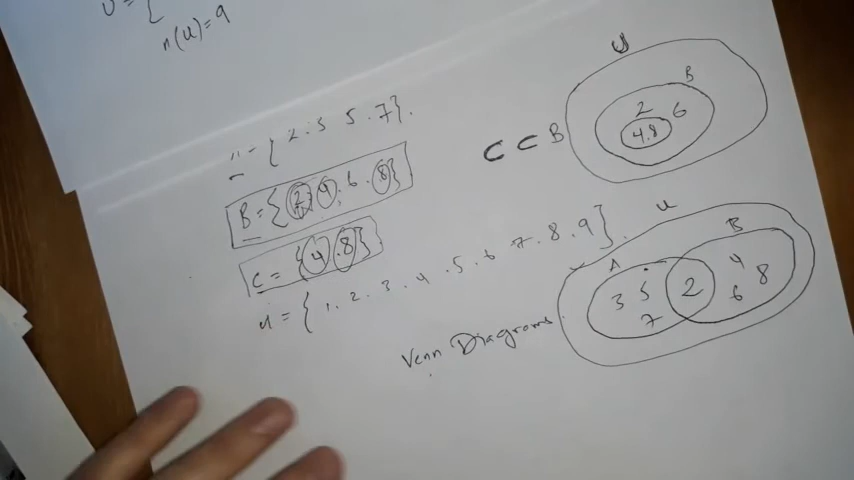 U = {
n(u) = 9
= { 2 . 3 5 . 7 } .
B = { 2 , 4 , 6 . 8 }
C = { 4 . 8 }
u = { 1 . 2 . 3 . 4 . 5 . 6 . 7 . 8 . 9 } .
Venn Diagrams .
U
B
2 6
4.8
C ⊂ B
u
A B
3 5 7 2 4 6 8